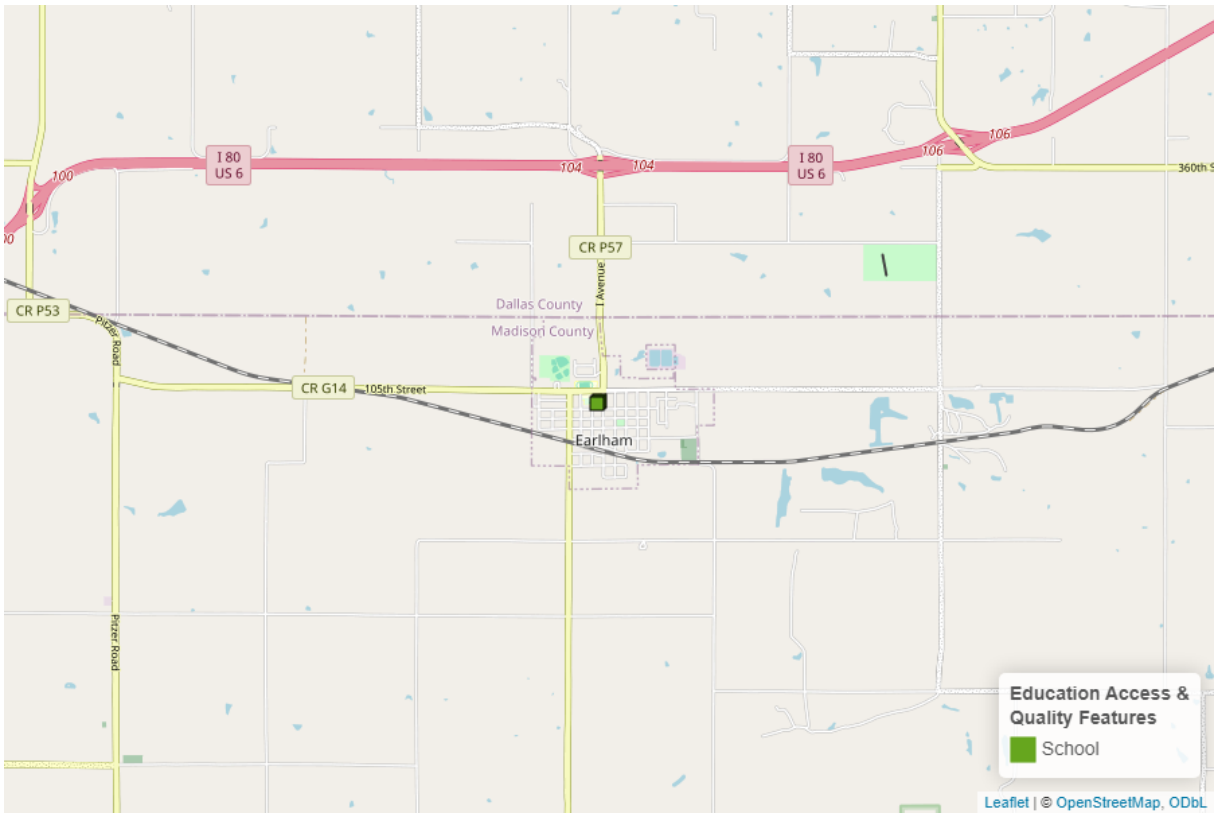 106
106
I 80
US 6
104
104
I 80
US 6
100
360th S
00
CR P57
I Avenue
Dallas County
CR P53
Pitzer Road
Madison County
CR G14
105th Street
Earlham
Pitzer Road
Education Access &
Quality Features
School
Leaflet | © OpenStreetMap, ODbL